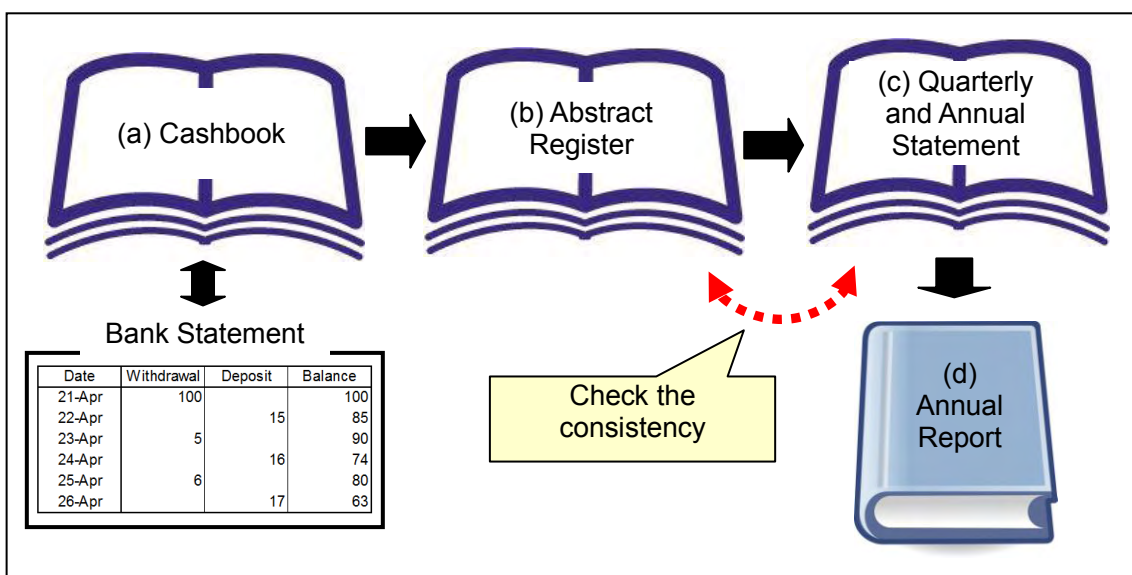 (a) Cashbook
(b) Abstract
Register
(c) Quarterly
and Annual
Statement
Bank Statement
Date Withdrawal Deposit Balance
21-Apr 100 100
22-Apr 15 85
23-Apr 5 90
24-Apr 16 74
25-Apr 6 80
26-Apr 17 63
Check the
consistency
(d)
Annual
Report